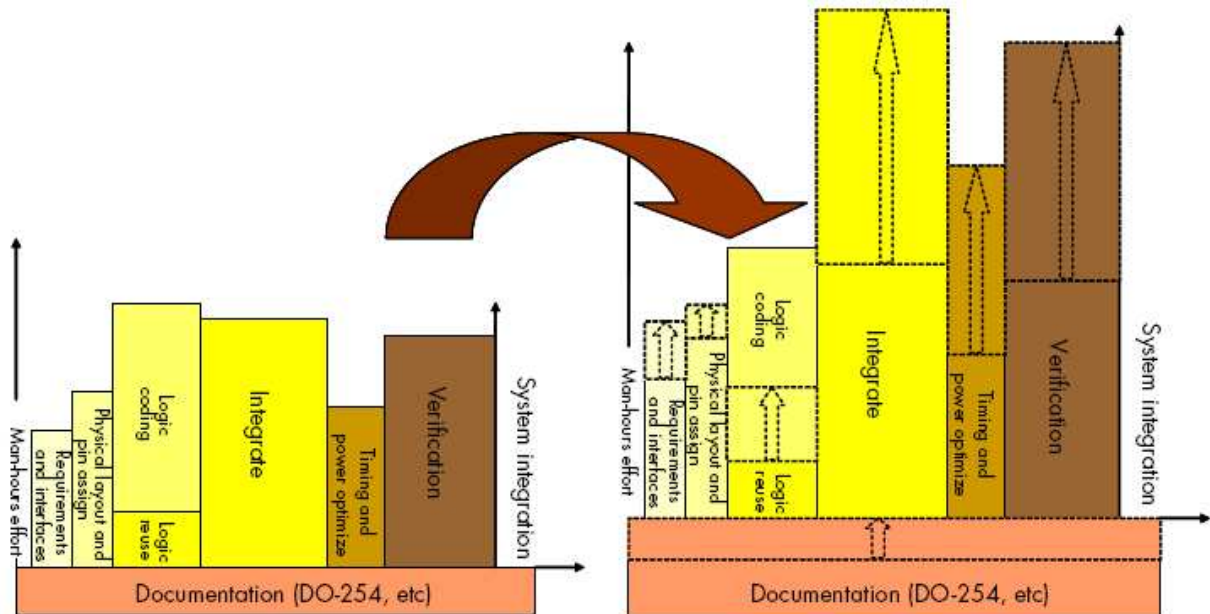 Man-hours effort
Requirements
and interfaces
Physical layout and
pin assign
Logic
coding
Logic
reuse
Integrate
Timing and
power optimize
Verification
System integration
Documentation (DO-254, etc)
Man-hours effort
Requirements
and interfaces
Physical layout and
pin assign
Logic
coding
Logic
reuse
Integrate
Timing and
power optimize
Verification
System integration
Documentation (DO-254, etc)